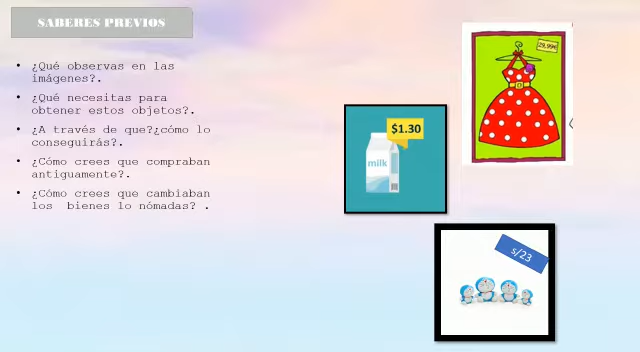 SABERES PREVIOS
• ¿Qué observas en las
imágenes?.
• ¿Qué necesitas para
obtener estos objetos?.
• ¿A través de que?¿cómo lo
conseguirás?.
• ¿Cómo crees que compraban
antiguamente?.
• ¿Cómo crees que cambiaban
los bienes lo nómadas? .
29.99€
$1.30
milk
s/23